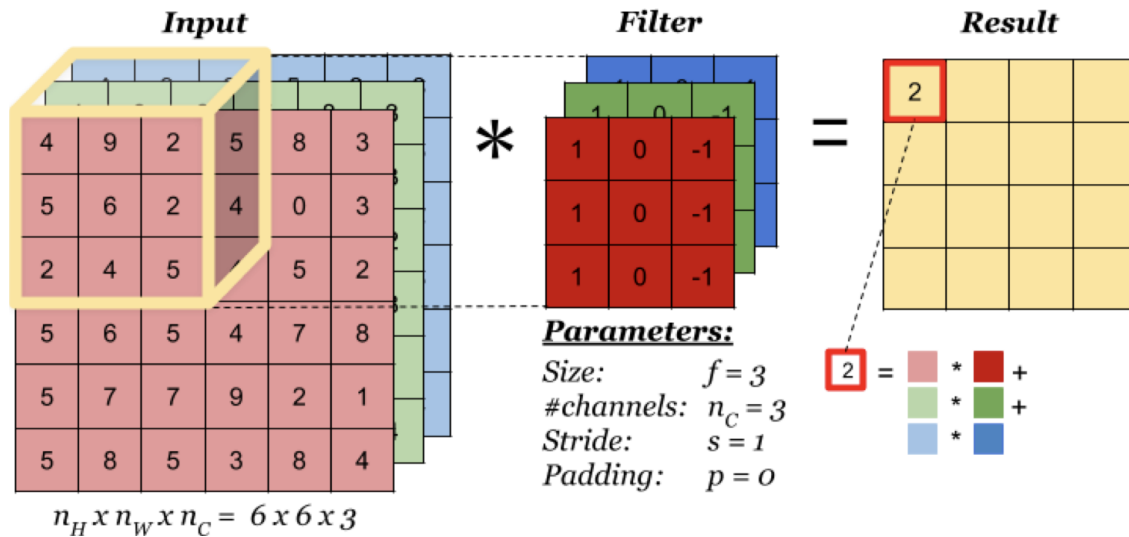 Input
Filter
Result
4 9 2 5 8 3
5 6 2 4 0 3
2 4 5 5 2
5 6 5 4 7 8
5 7 7 9 2 1
5 8 5 3 8 4
n_H x n_W x n_C = 6 x 6 x 3
*
1 0 -1
1 0 -1
1 0 -1
1 0 -1
=
2
Parameters:
Size: f = 3
#channels: n_C = 3
Stride: s = 1
Padding: p = 0
2 = * +
* +
*